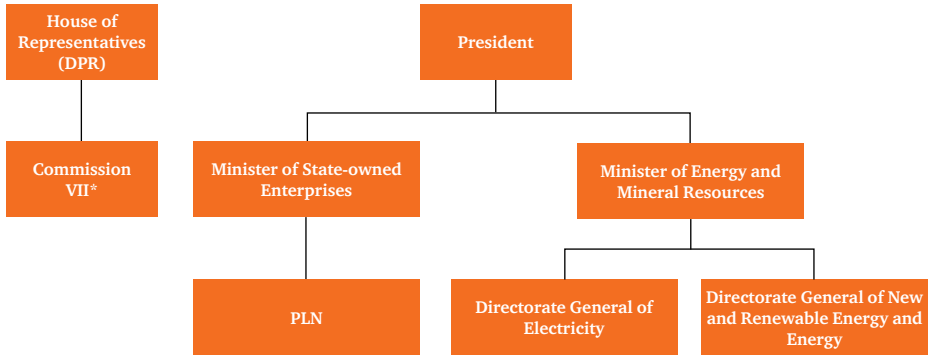 House of
Representatives
(DPR)
President
Commission
VII*
Minister of State-owned
Enterprises
Minister of Energy and
Mineral Resources
PLN
Directorate General of
Electricity
Directorate General of New
and Renewable Energy and
Energy